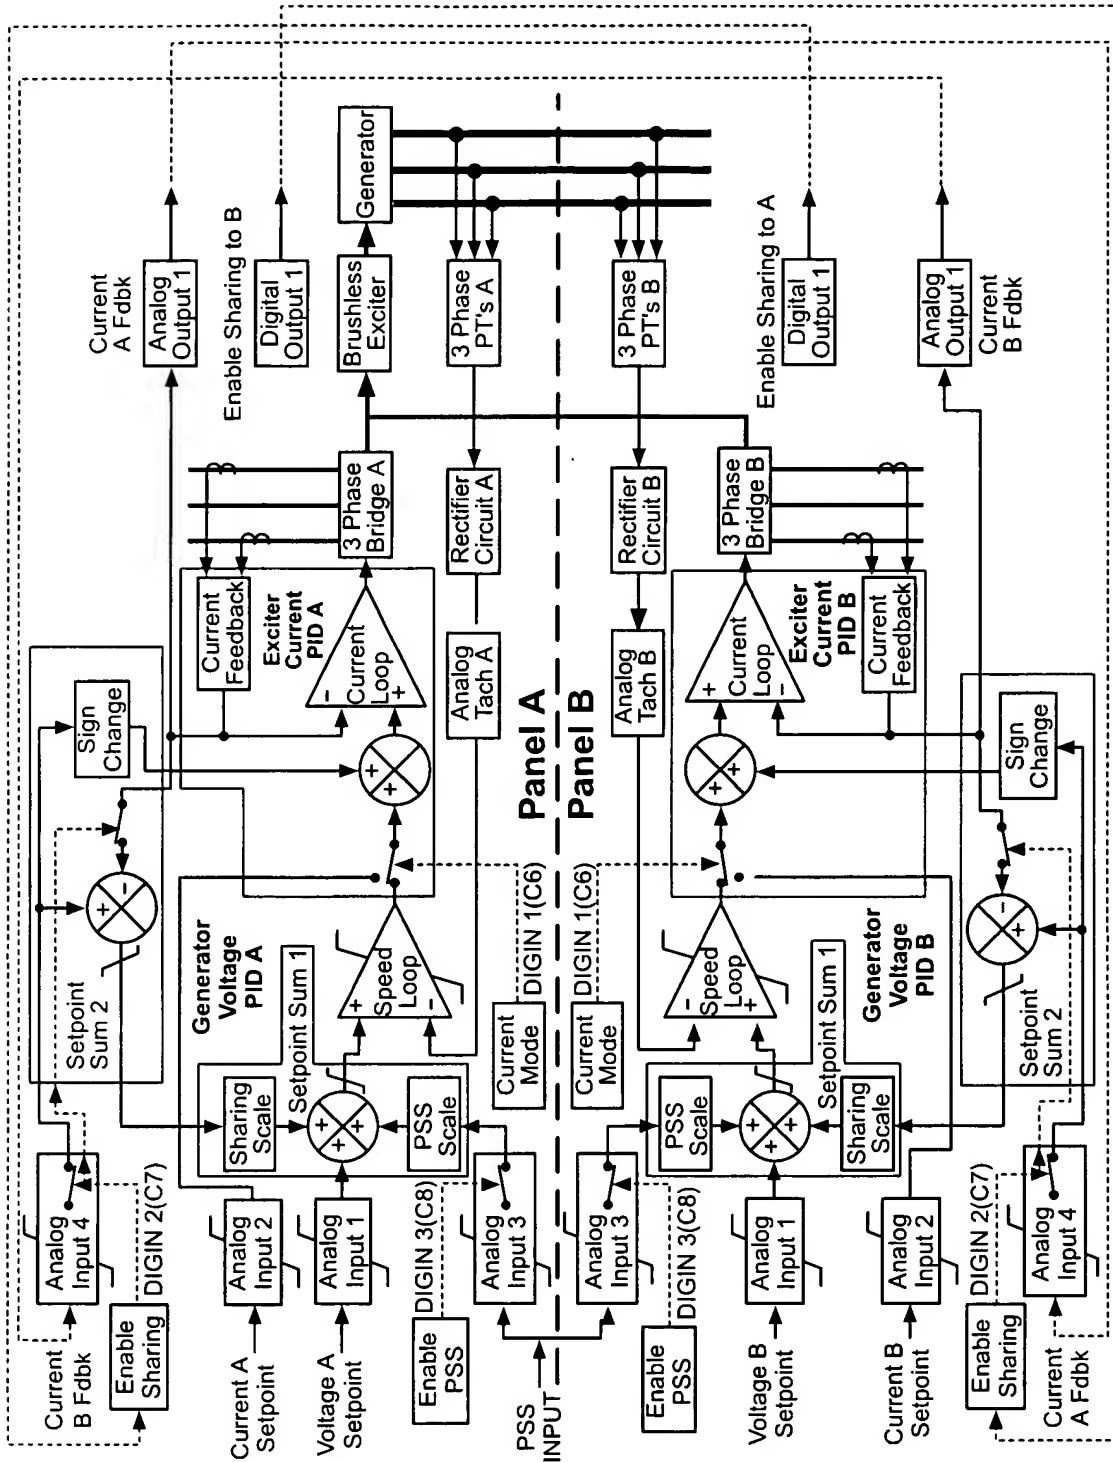 Current
B Fdbk
Analog
Input 4
Enable
Sharing
DIGIN 2(C7)
Setpoint
Sum 2
+
-
Sign
Change
Current
A Fdbk
Analog
Output 1
Enable Sharing to B
Digital
Output 1
Current A
Setpoint
Analog
Input 2
Voltage A
Setpoint
Analog
Input 1
Sharing
Scale
Setpoint Sum 1
+
+
+
PSS
Scale
Generator
Voltage
PID A
+
Speed
Loop
-
Current
Feedback
Exciter
Current
PID A
+
+
-
Current
Loop
+
3 Phase
Bridge A
Brushless
Exciter
Generator
Enable
PSS
DIGIN 3(C8)
Analog
Input 3
Current
Mode
DIGIN 1(C6)
Analog
Tach A
Rectifier
Circuit A
3 Phase
PT's A
PSS
INPUT
Panel A
Panel B
Enable
PSS
DIGIN 3(C8)
Analog
Input 3
Current
Mode
DIGIN 1(C6)
Analog
Tach B
Rectifier
Circuit B
3 Phase
PT's B
Voltage B
Setpoint
Analog
Input 1
PSS
Scale
+
+
+
Setpoint Sum 1
Sharing
Scale
-
Speed
Loop
+
Generator
Voltage
PID B
+
+
+
Current
Loop
-
Exciter
Current
PID B
Current
Feedback
3 Phase
Bridge B
Enable Sharing to A
Digital
Output 1
Current B
Setpoint
Analog
Input 2
Enable
Sharing
DIGIN 2(C7)
Current
A Fdbk
Analog
Input 4
Setpoint
Sum 2
-
+
Sign
Change
Analog
Output 1
Current
B Fdbk